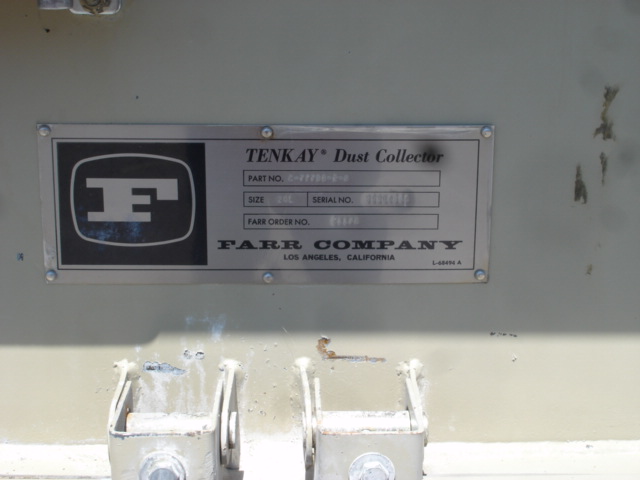 F
TENKAY® Dust Collector
PART NO.
SIZE SERIAL NO.
FARR ORDER NO.
FARR COMPANY
LOS ANGELES, CALIFORNIA
L-68494 A